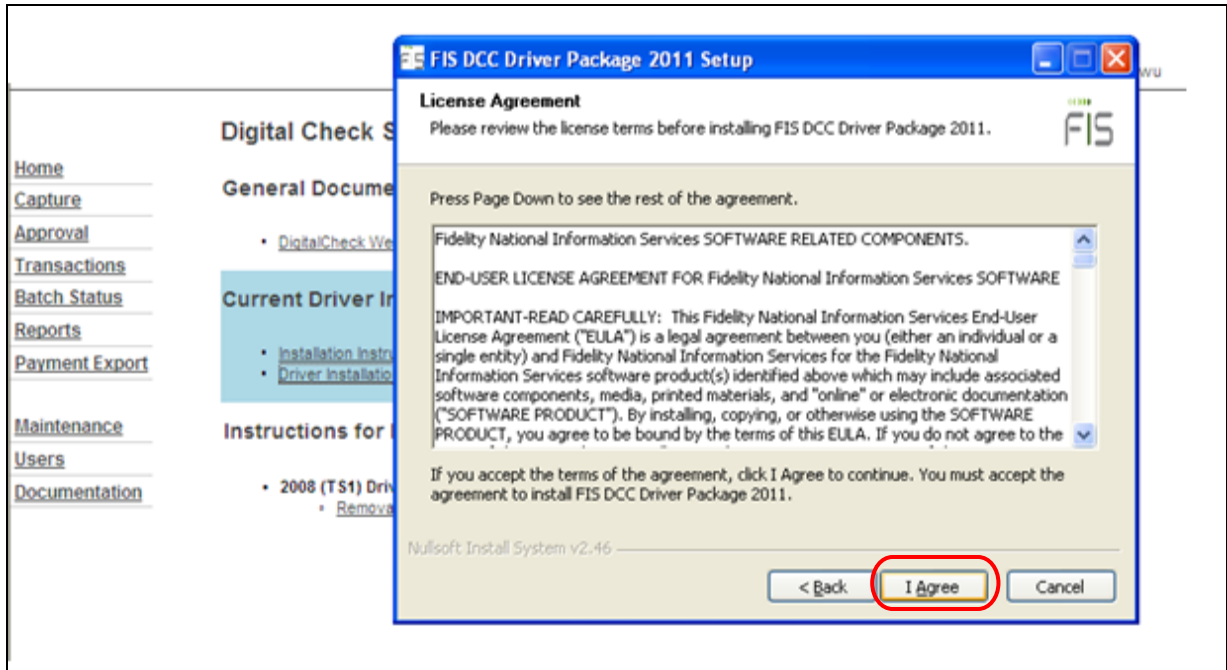 FIS DCC Driver Package 2011 Setup
wu
License Agreement
Please review the license terms before installing FIS DCC Driver Package 2011.
FIS
Press Page Down to see the rest of the agreement.
Fidelity National Information Services SOFTWARE RELATED COMPONENTS.
END-USER LICENSE AGREEMENT FOR Fidelity National Information Services SOFTWARE
IMPORTANT-READ CAREFULLY: This Fidelity National Information Services End-User
License Agreement ("EULA") is a legal agreement between you (either an individual or a
single entity) and Fidelity National Information Services for the Fidelity National
Information Services software product(s) identified above which may include associated
software components, media, printed materials, and "online" or electronic documentation
("SOFTWARE PRODUCT"). By installing, copying, or otherwise using the SOFTWARE
PRODUCT, you agree to be bound by the terms of this EULA. If you do not agree to the
If you accept the terms of the agreement, click I Agree to continue. You must accept the
agreement to install FIS DCC Driver Package 2011.
Nullsoft Install System v2.46
< Back
I Agree
Cancel
Home
Capture
Approval
Transactions
Batch Status
Reports
Payment Export
Maintenance
Users
Documentation
Digital Check S
General Docume
DigitalCheck We
Current Driver In
Installation Instru
Driver Installatio
Instructions for
2008 (TS1) Driv
Remova